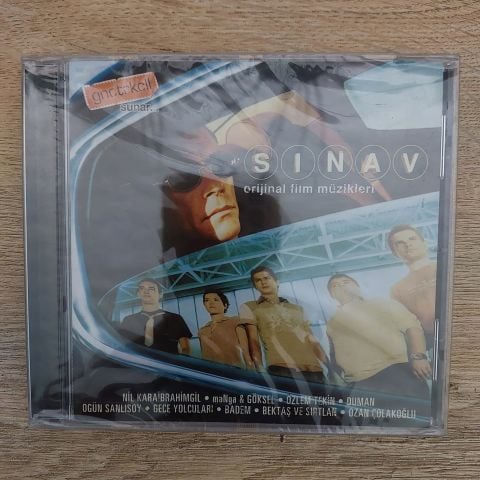 gnctrkcll
sunar...
SINAV
orijinal film müzikleri
NİL KARAİBRAHİMGİL • maNga & GÖKSEL • ÖZLEM TEKİN • DUMAN
OGÜN SANLISOY • GECE YOLCULARI • BADEM • BEKTAŞ VE SIRTLAN • OZAN ÇOLAKOĞLU